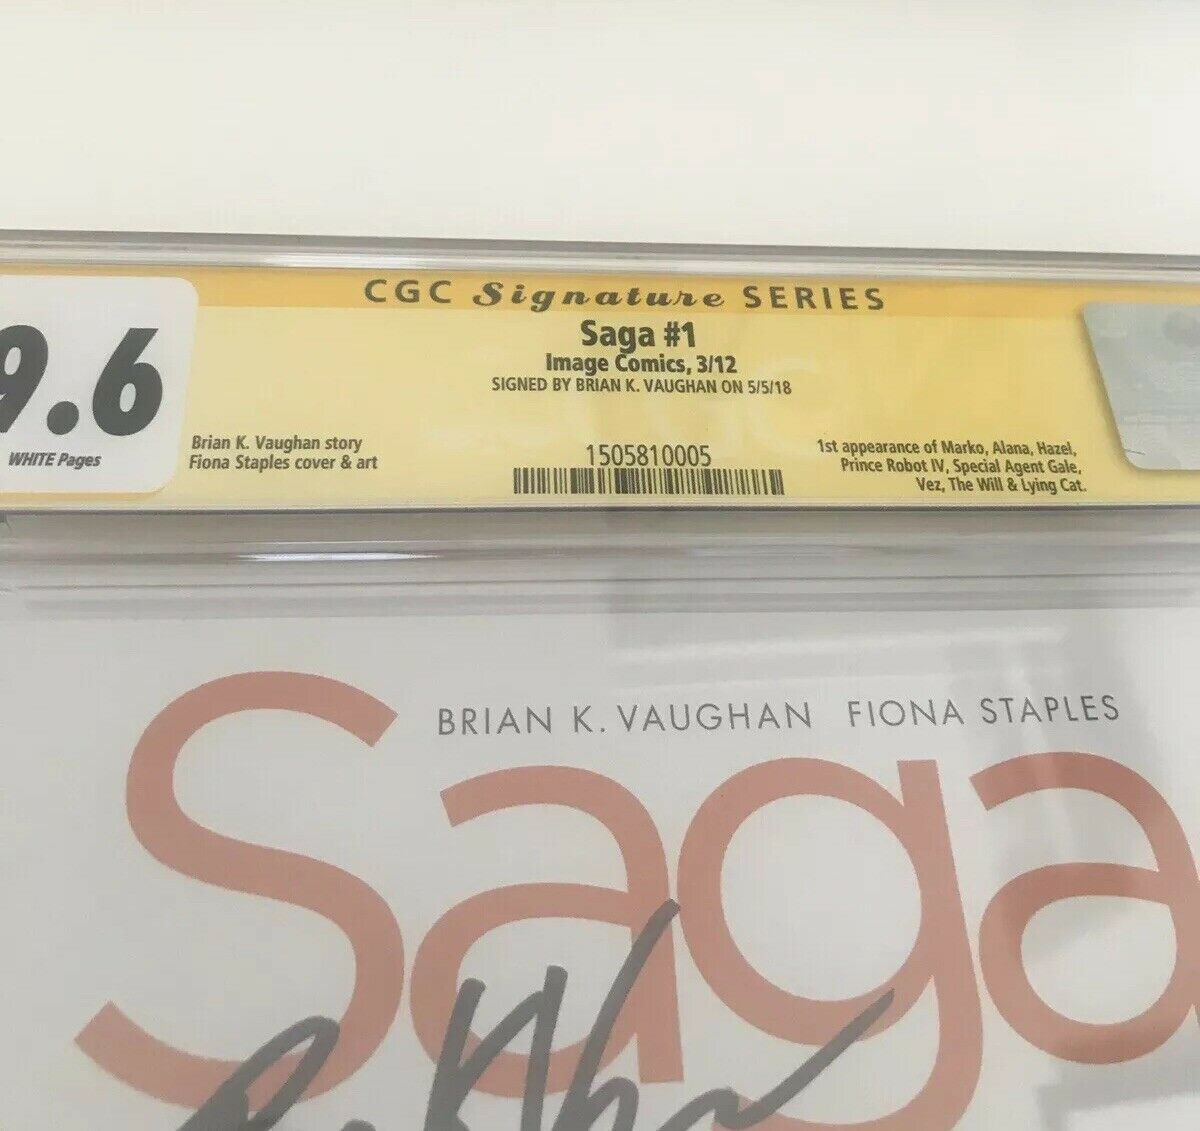 CGC Signature SERIES
Saga #1
Image Comics, 3/12
SIGNED BY BRIAN K. VAUGHAN ON 5/5/18
9.6
WHITE Pages
Brian K. Vaughan story
Fiona Staples cover & art
1505810005
1st appearance of Marko, Alana, Hazel,
Prince Robot IV, Special Agent Gale,
Vez, The Will & Lying Cat.
BRIAN K. VAUGHAN FIONA STAPLES
Saga